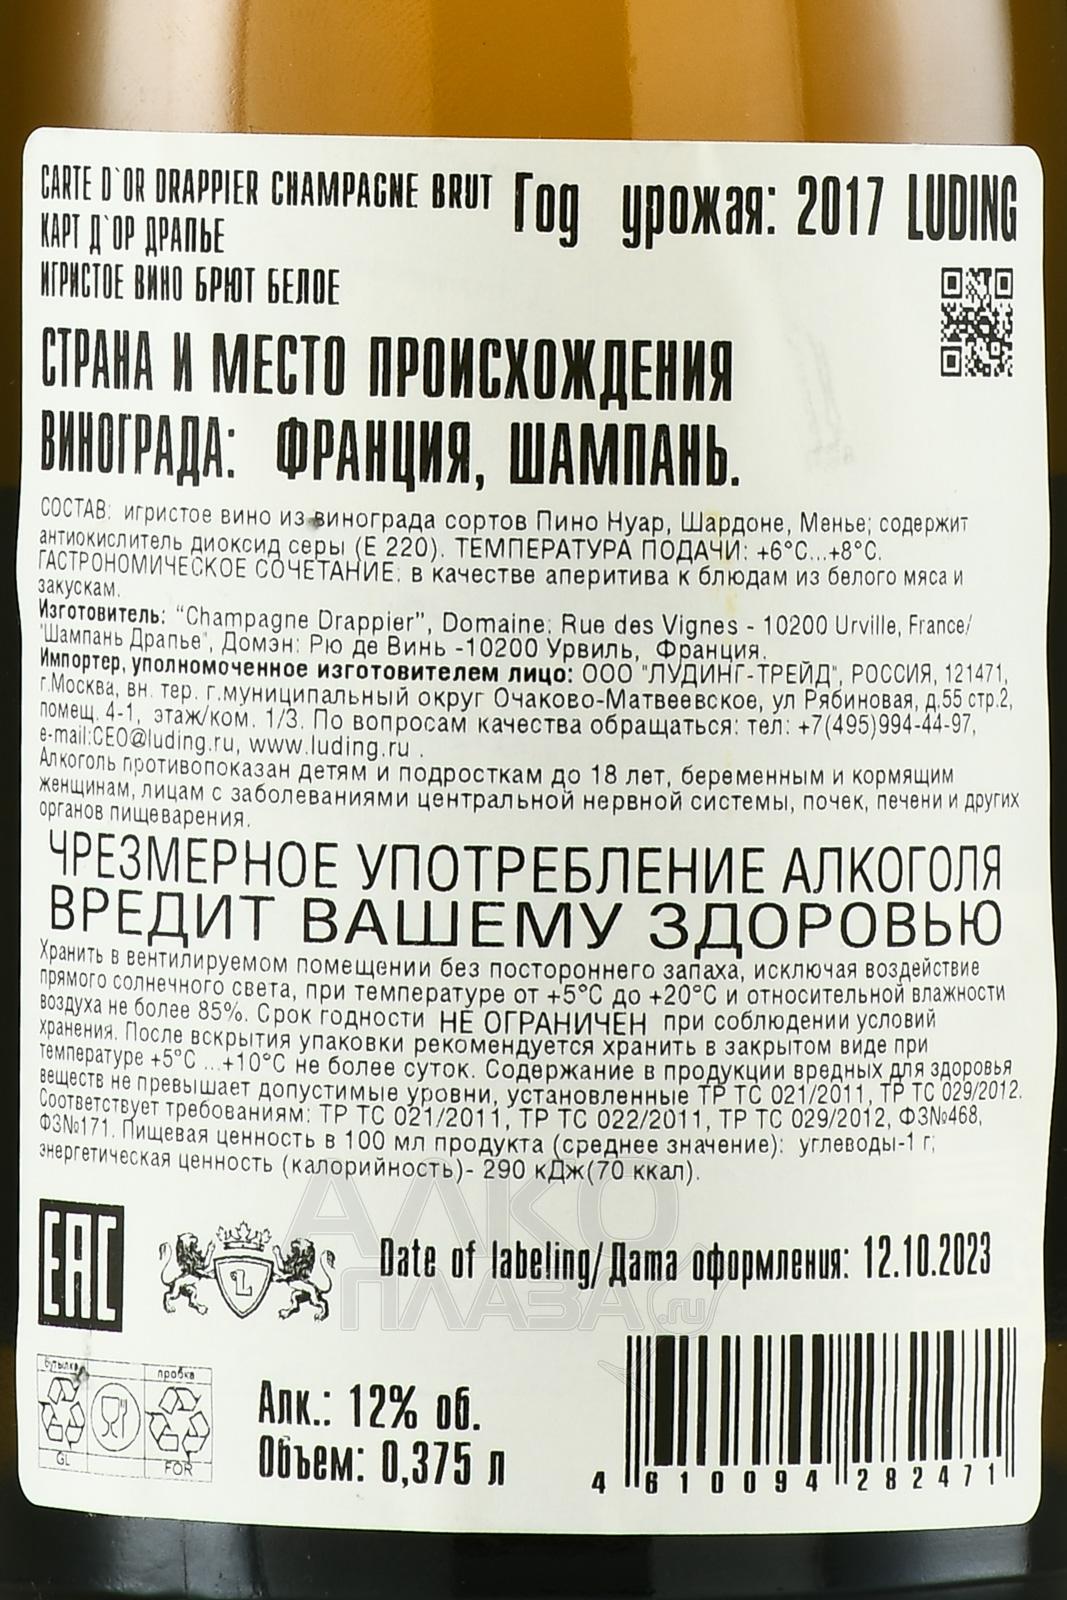 CARTE D`OR DRAPPIER CHAMPAGNE BRUT
КАРТ Д`ОР ДРАПЬЕ
ИГРИСТОЕ ВИНО БРЮТ БЕЛОЕ
Год урожая: 2017 LUDING
СТРАНА И МЕСТО ПРОИСХОЖДЕНИЯ
ВИНОГРАДА: ФРАНЦИЯ, ШАМПАНЬ.
СОСТАВ: игристое вино из винограда сортов Пино Нуар, Шардоне, Менье; содержит
антиокислитель диоксид серы (Е 220). ТЕМПЕРАТУРА ПОДАЧИ: +6°С...+8°С.
ГАСТРОНОМИЧЕСКОЕ СОЧЕТАНИЕ: в качестве аперитива к блюдам из белого мяса и
закускам.
Изготовитель: "Champagne Drappier", Domaine: Rue des Vignes - 10200 Urville, France/
"Шампань Драпье", Домэн: Рю де Винь -10200 Урвиль, Франция.
Импортер, уполномоченное изготовителем лицо: ООО "ЛУДИНГ-ТРЕЙД", РОССИЯ, 121471,
г.Москва, вн. тер. г.муниципальный округ Очаково-Матвеевское, ул Рябиновая, д.55 стр.2,
помещ. 4-1, этаж/ком. 1/3. По вопросам качества обращаться: тел: +7(495)994-44-97,
e-mail:CEO@luding.ru, www.luding.ru .
Алкоголь противопоказан детям и подросткам до 18 лет, беременным и кормящим
женщинам, лицам с заболеваниями центральной нервной системы, почек, печени и других
органов пищеварения.
ЧРЕЗМЕРНОЕ УПОТРЕБЛЕНИЕ АЛКОГОЛЯ
ВРЕДИТ ВАШЕМУ ЗДОРОВЬЮ
Хранить в вентилируемом помещении без постороннего запаха, исключая воздействие
прямого солнечного света, при температуре от +5°С до +20°С и относительной влажности
воздуха не более 85%. Срок годности НЕ ОГРАНИЧЕН при соблюдении условий
хранения. После вскрытия упаковки рекомендуется хранить в закрытом виде при
температуре +5°С ...+10°С не более суток. Содержание в продукции вредных для здоровья
веществ не превышает допустимые уровни, установленные ТР ТС 021/2011, ТР ТС 029/2012.
Соответствует требованиям: ТР ТС 021/2011, ТР ТС 022/2011, ТР ТС 029/2012, ФЗ№468,
ФЗ№171. Пищевая ценность в 100 мл продукта (среднее значение): углеводы-1 г;
энергетическая ценность (калорийность)- 290 кДж(70 ккал).
EAC
L
Date of labeling/Дата оформления: 12.10.2023
АЛКО
ПЛАЗА.ru
бутылка
пробка
GL
FOR
Алк.: 12% об.
Объем: 0,375 л
4 610094 282471